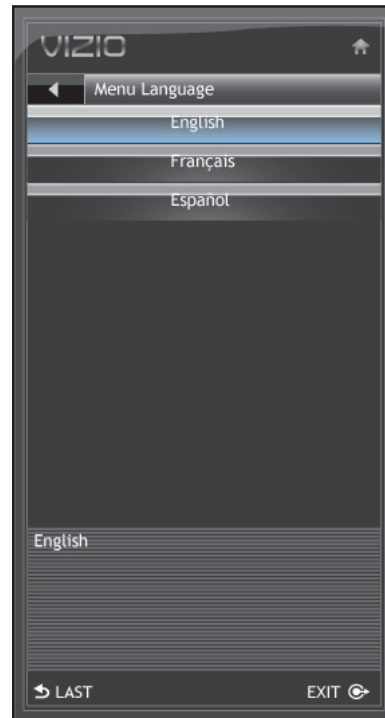 VIZIO
Menu Language
English
Français
Español
English
LAST EXIT